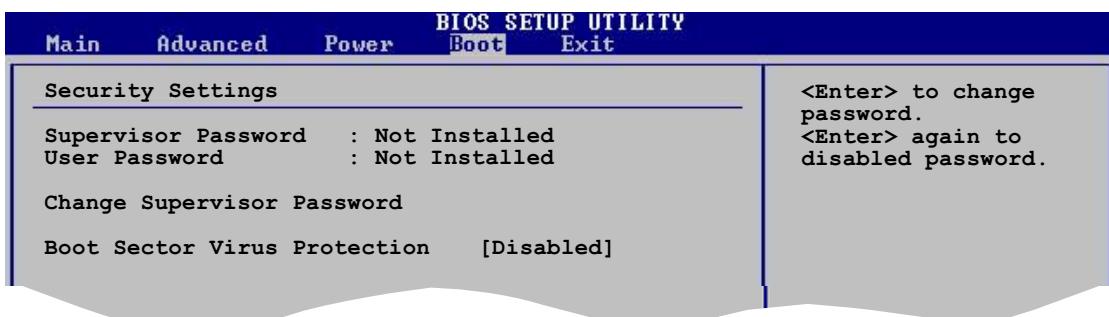 BIOS SETUP UTILITY
Main Advanced Power Boot Exit
Security Settings
Supervisor Password : Not Installed
User Password : Not Installed
Change Supervisor Password
Boot Sector Virus Protection [Disabled]
<Enter> to change
password.
<Enter> again to
disabled password.